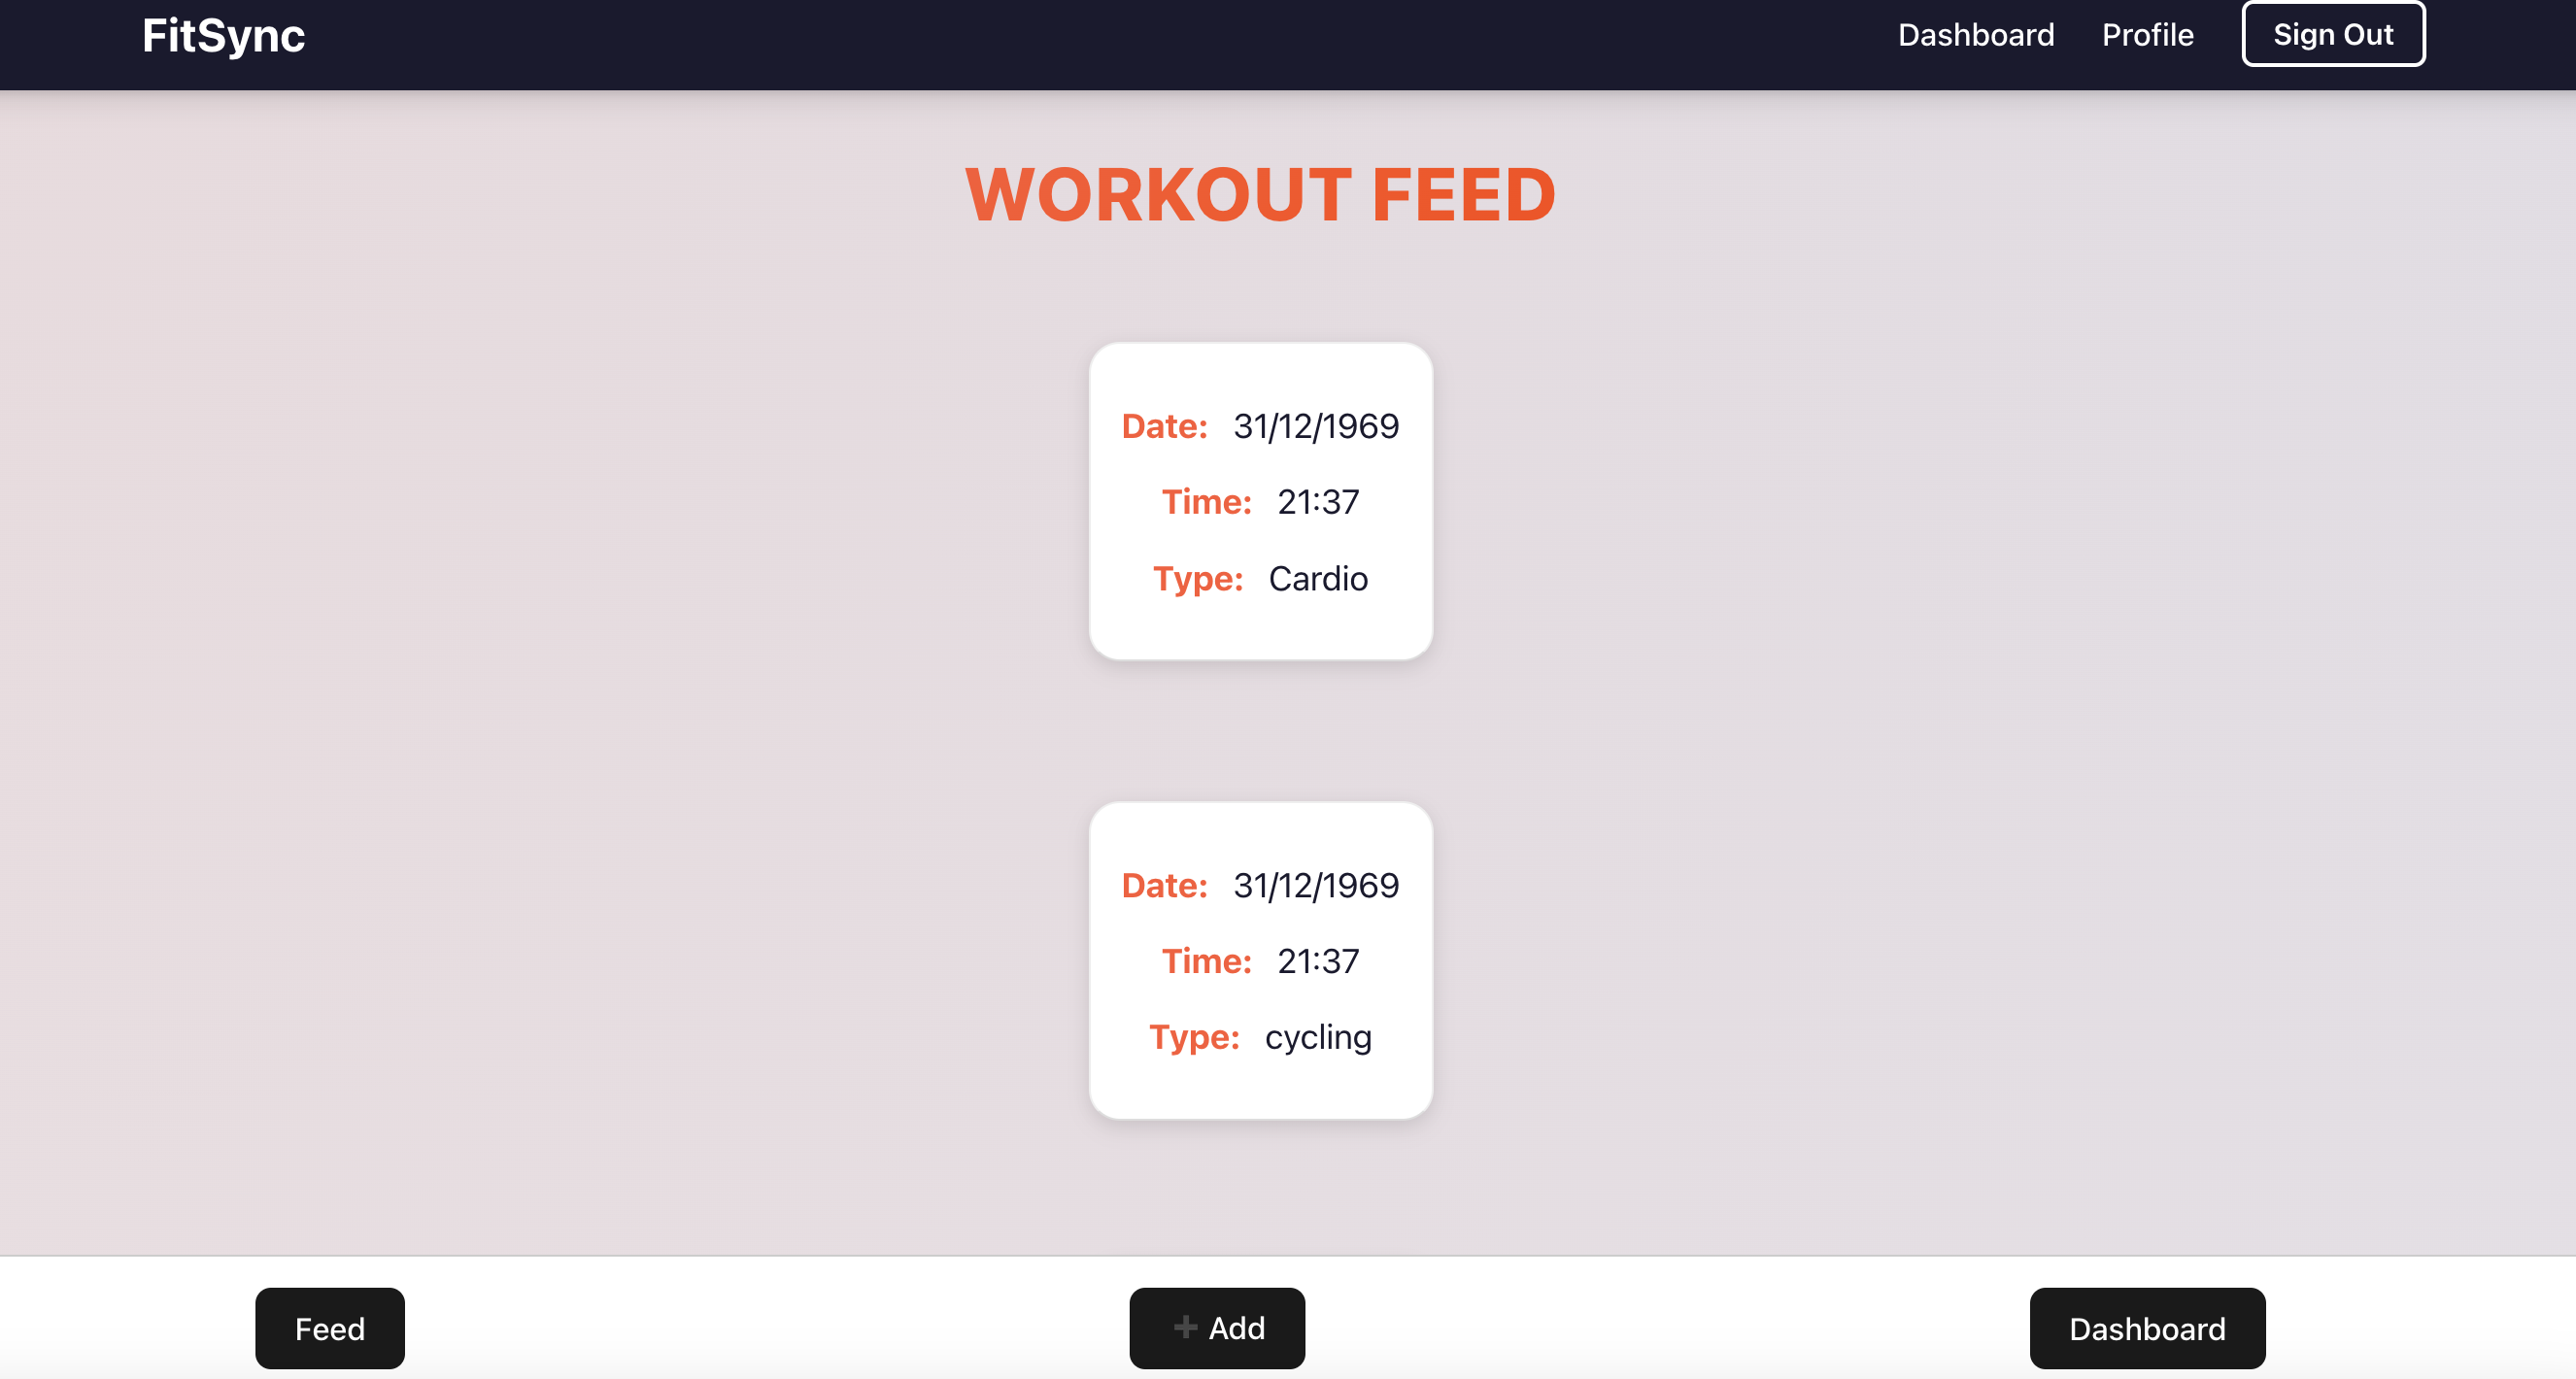 FitSync
Dashboard Profile Sign Out
WORKOUT FEED
Date: 31/12/1969
Time: 21:37
Type: Cardio
Date: 31/12/1969
Time: 21:37
Type: cycling
Feed
+ Add
Dashboard